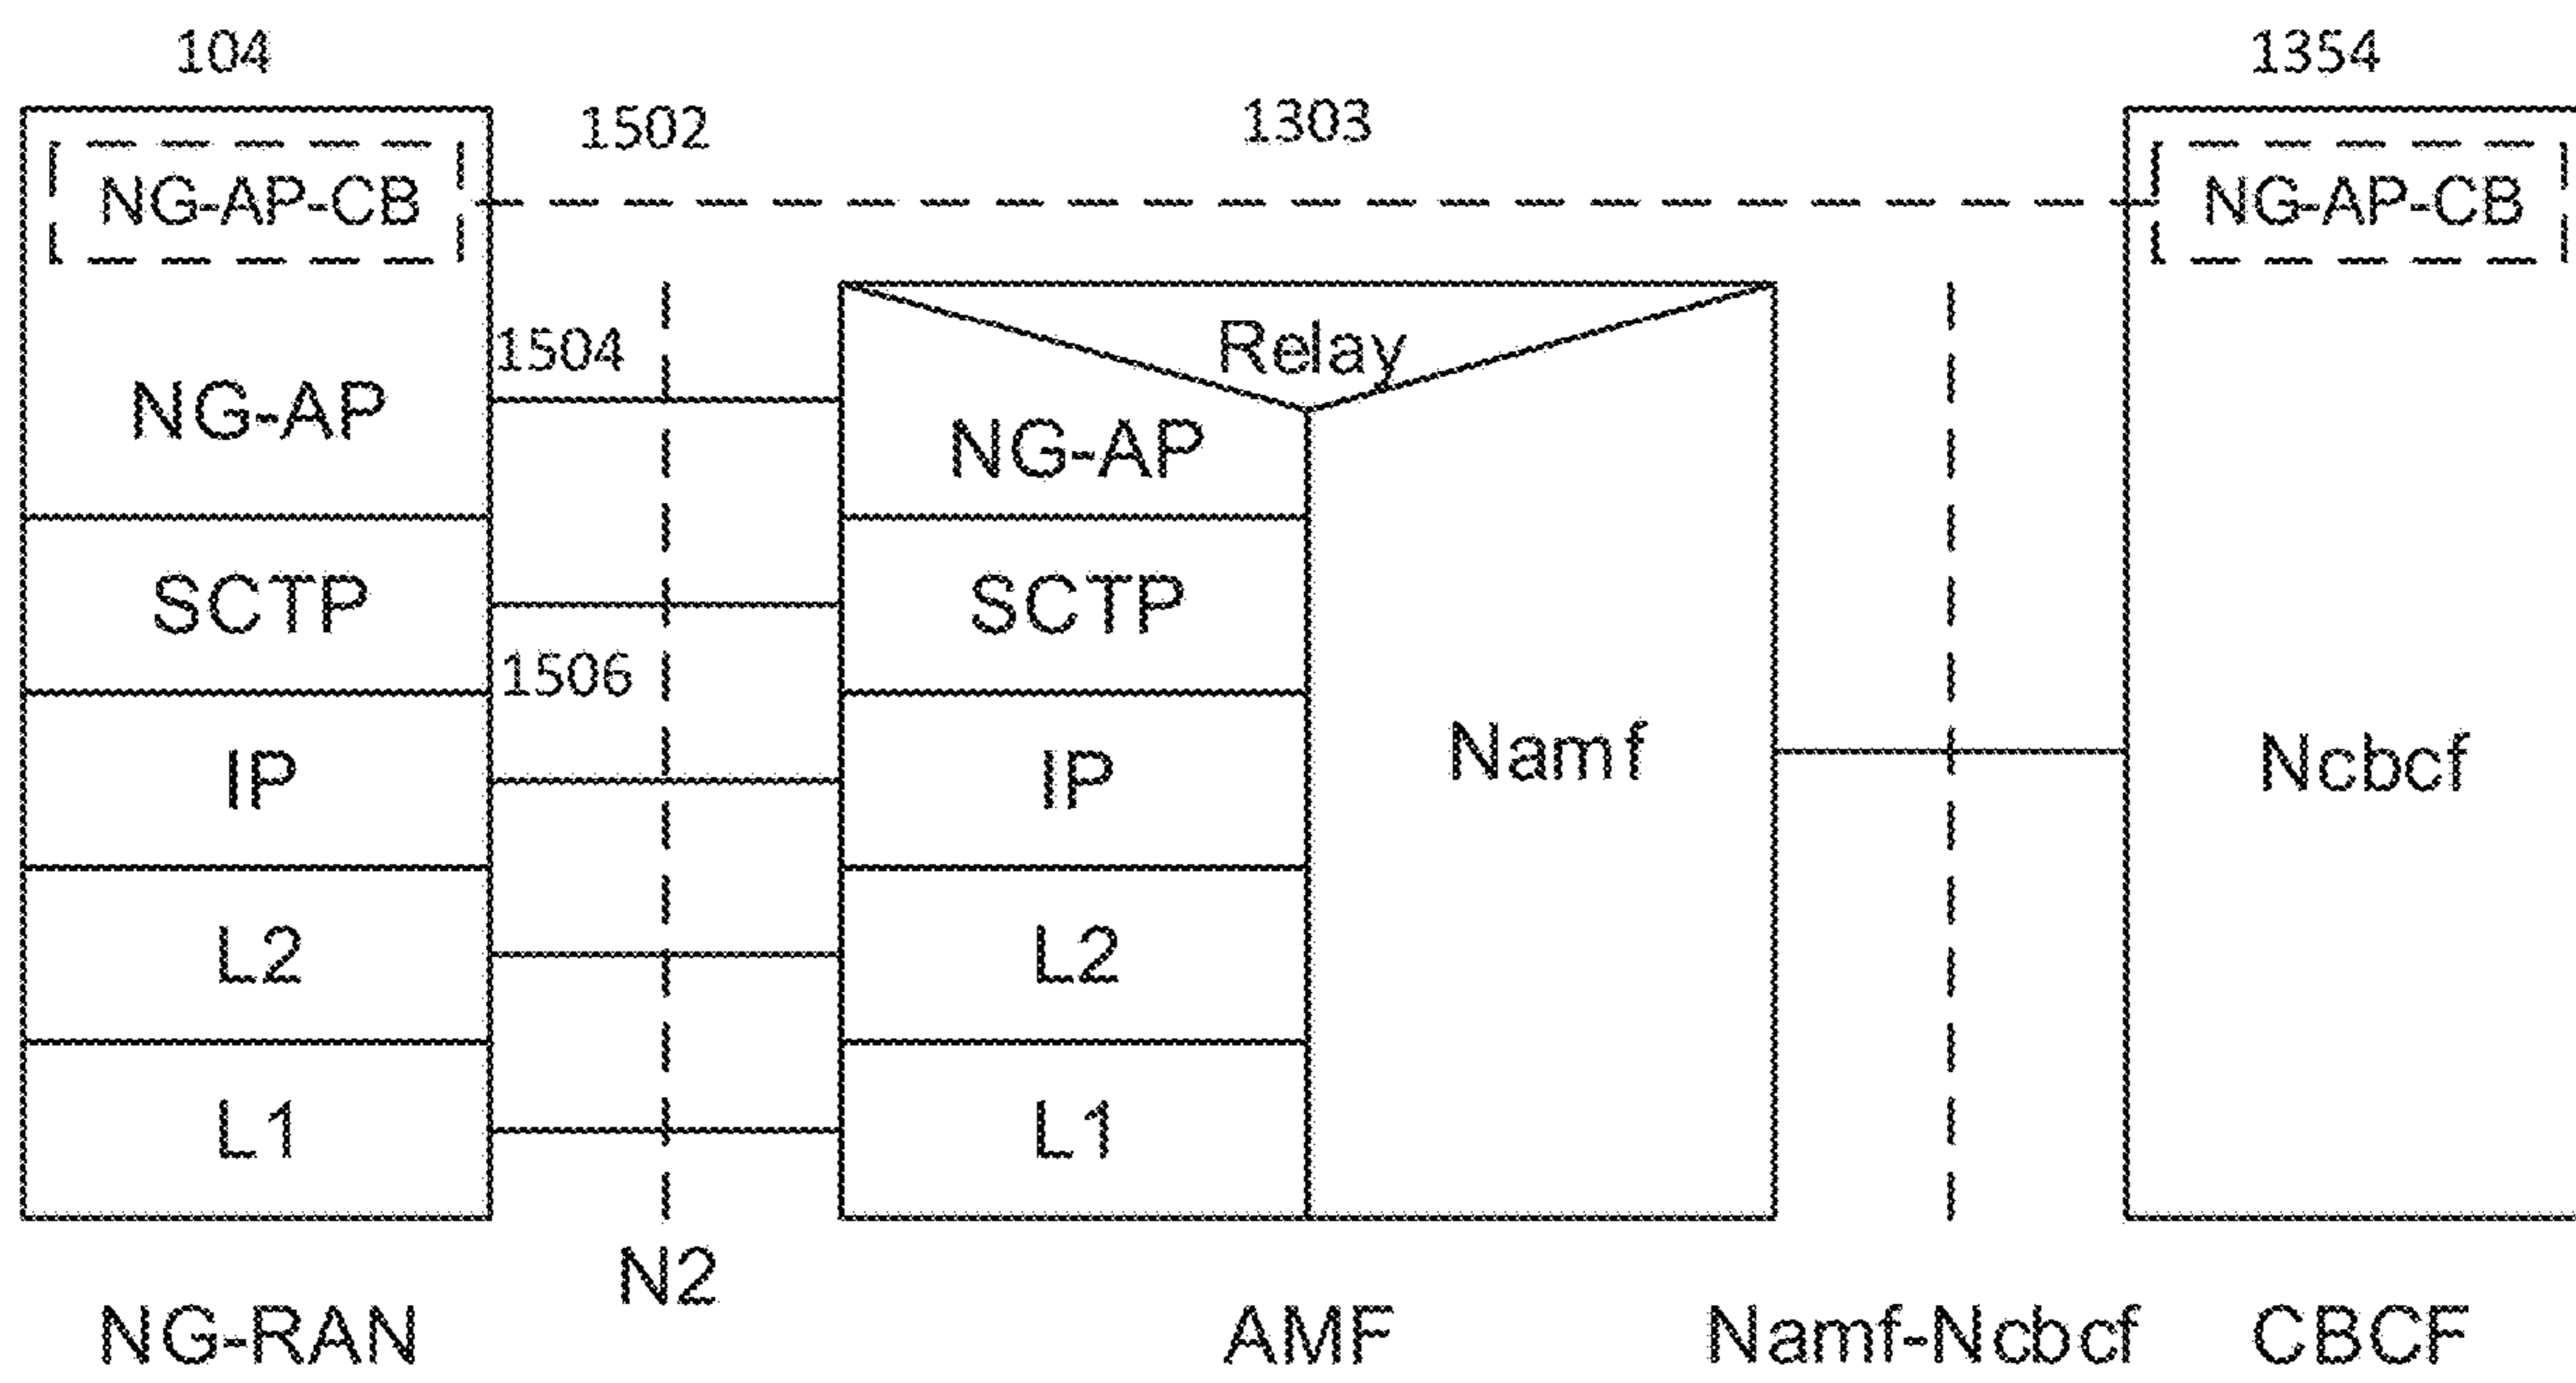 104
1354
1502
1303
NG-AP-CB
NG-AP-CB
1504
Relay
NG-AP
NG-AP
SCTP
SCTP
1506
IP
IP
Namf
Ncbcf
L2
L2
L1
L1
N2
NG-RAN
AMF
Namf-Ncbcf
CBCF